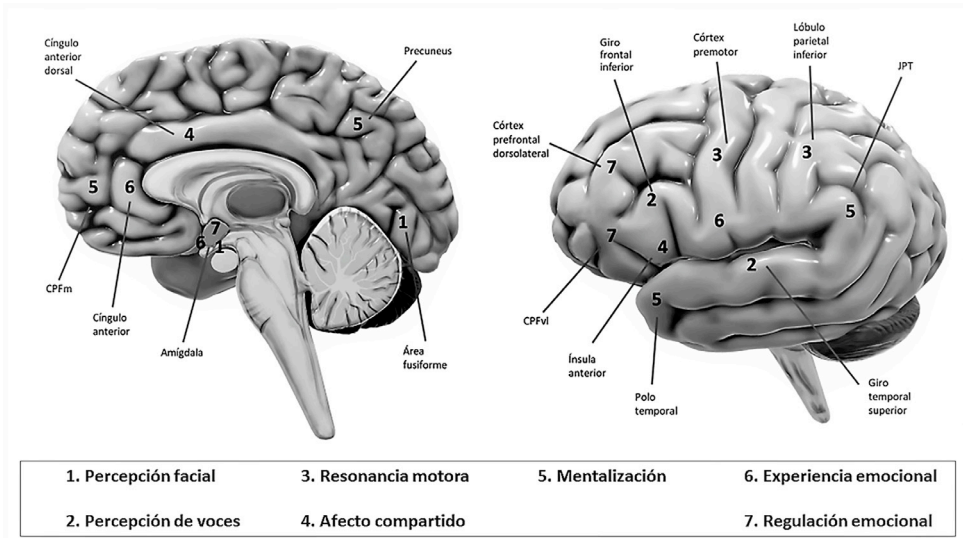 Cíngulo
anterior
dorsal
Precuneus
4
5
5
6
7
6
1
1
CPFm
Cíngulo
anterior
Amígdala
Área
fusiforme
Giro
frontal
inferior
Córtex
premotor
Lóbulo
parietal
inferior
JPT
Córtex
prefrontal
dorsolateral
7
3
3
2
6
5
7
4
2
5
CPFvl
Ínsula
anterior
Polo
temporal
Giro
temporal
superior
1. Percepción facial
3. Resonancia motora
5. Mentalización
6. Experiencia emocional
2. Percepción de voces
4. Afecto compartido
7. Regulación emocional